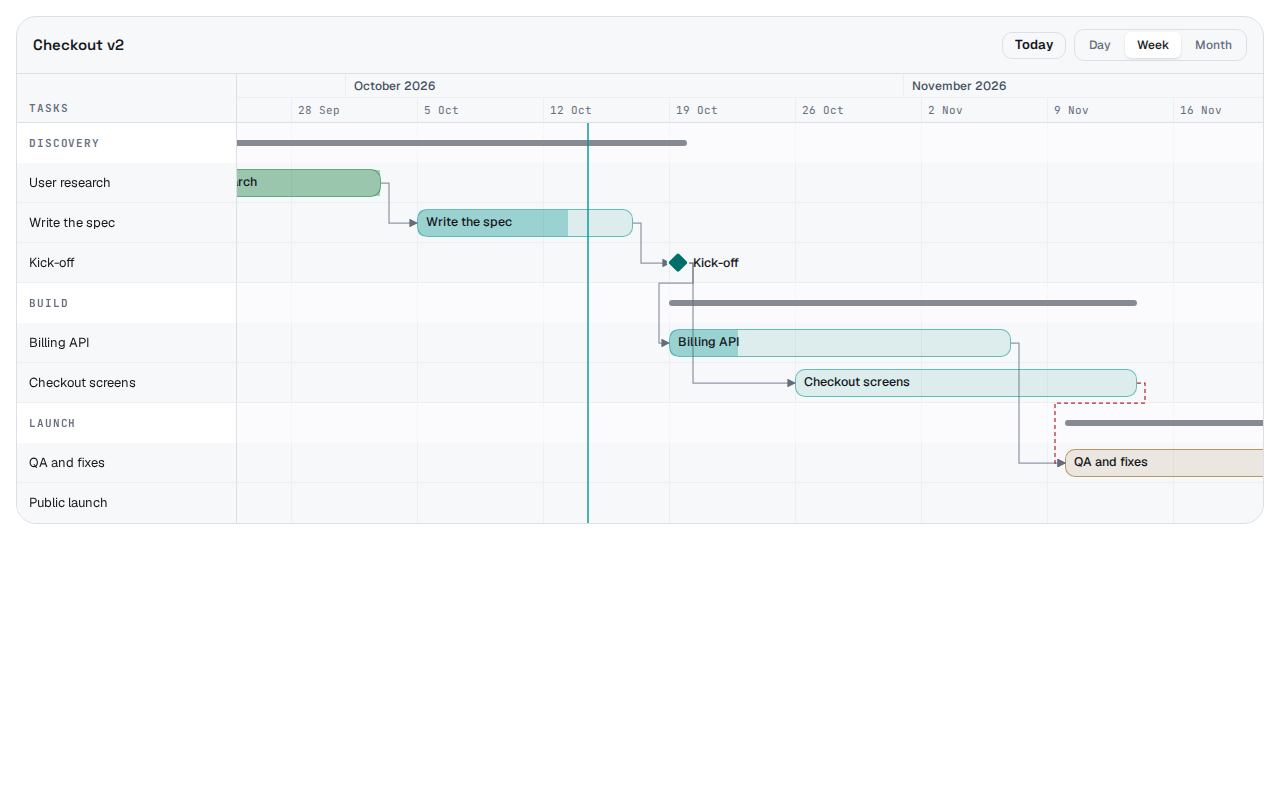 Checkout v2
Today
Day
Week
Month
TASKS
October 2026
November 2026
28 Sep
5 Oct
12 Oct
19 Oct
26 Oct
2 Nov
9 Nov
16 Nov
DISCOVERY
User research
Write the spec
Write the spec
Kick-off
Kick-off
BUILD
Billing API
Billing API
Checkout screens
Checkout screens
LAUNCH
QA and fixes
QA and fixes
Public launch